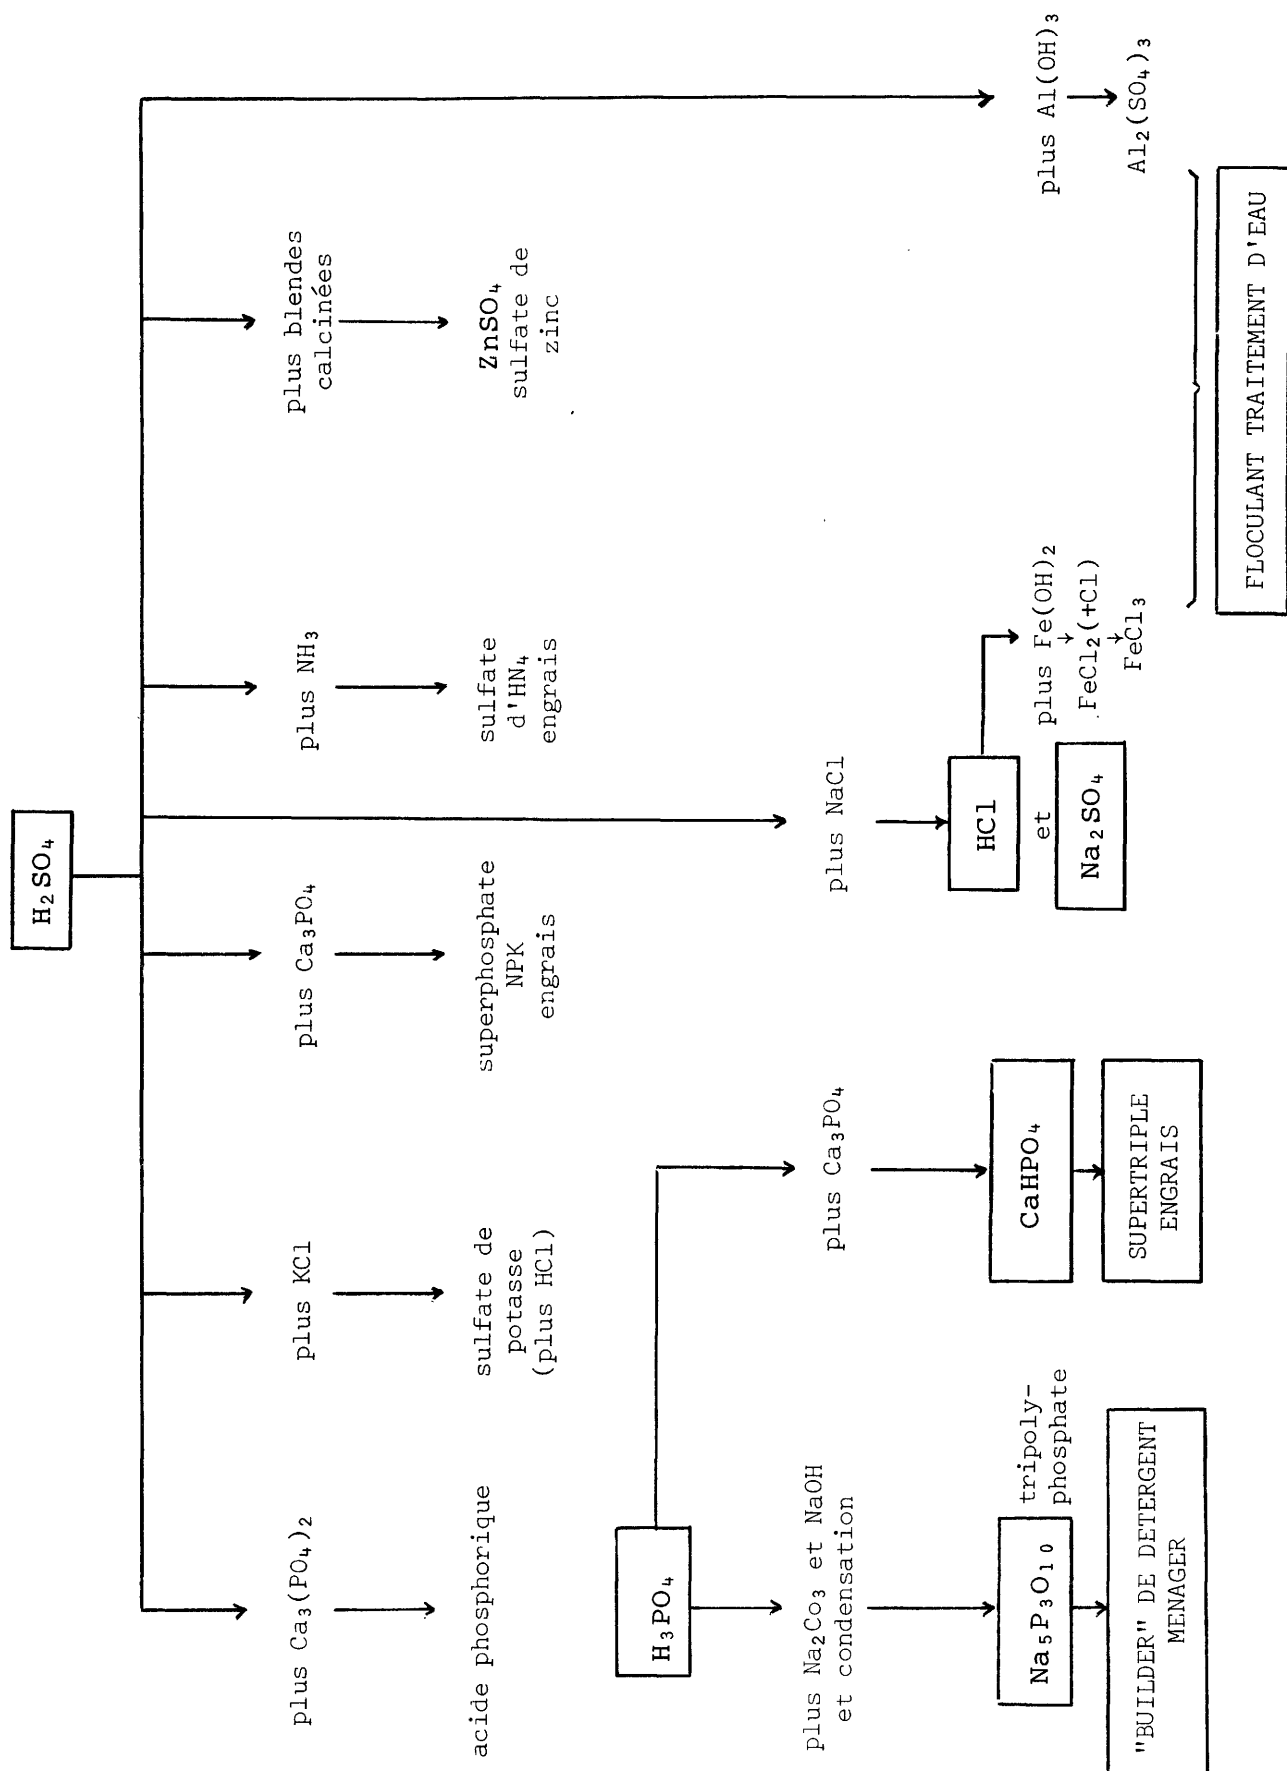 H₂SO₄
plus Ca₃(PO₄)₂
acide phosphorique
plus KCl
sulfate de
potasse
(plus HCl)
plus Ca₃PO₄
superphosphate
NPK
engrais
plus NH₃
sulfate
d'HN₄
engrais
plus blendes
calcinées
ZnSO₄
sulfate de
zinc
plus NaCl
HCl
et
Na₂SO₄
plus Fe(OH)₂
FeCl₂(+Cl)
FeCl₃
plus Al(OH)₃
Al₂(SO₄)₃
FLOCULANT TRAITEMENT D'EAU
H₃PO₄
plus Na₂Co₃ et NaOH
et condensation
Na₅P₃O₁₀
tripoly-
phosphate
"BUILDER" DE DETERGENT
MENAGER
plus Ca₃PO₄
CaHPO₄
SUPERTRIPLE
ENGRAIS